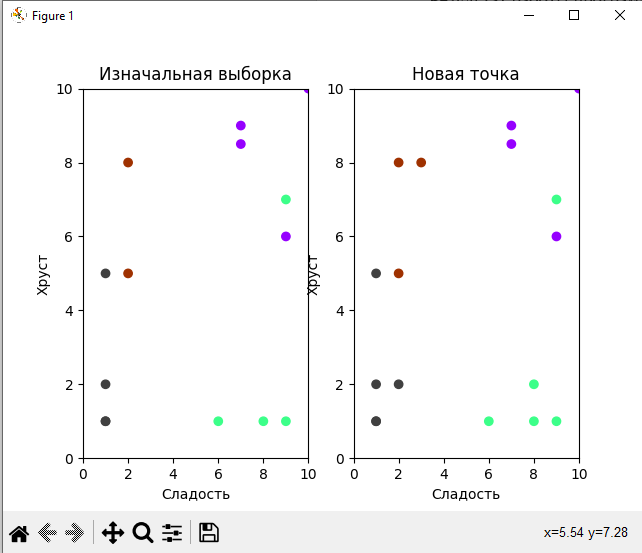 Figure 1
Изначальная выборка
Новая точка
10
8
6
4
2
0
Хруст
0 2 4 6 8 10
Сладость
10
8
6
4
2
0
Хруст
0 2 4 6 8 10
Сладость
x=5.54 y=7.28